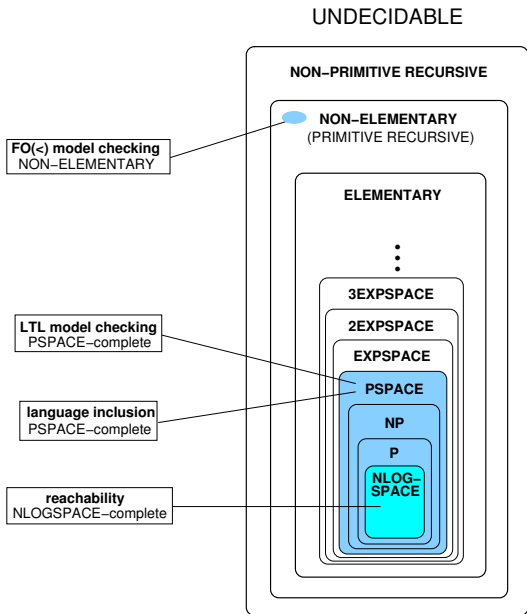 UNDECIDABLE
NON−PRIMITIVE RECURSIVE
NON−ELEMENTARY
(PRIMITIVE RECURSIVE)
FO(<) model checking
NON−ELEMENTARY
ELEMENTARY
3EXPSPACE
2EXPSPACE
EXPSPACE
LTL model checking
PSPACE−complete
PSPACE
language inclusion
PSPACE−complete
NP
P
NLOG−
SPACE
reachability
NLOGSPACE−complete